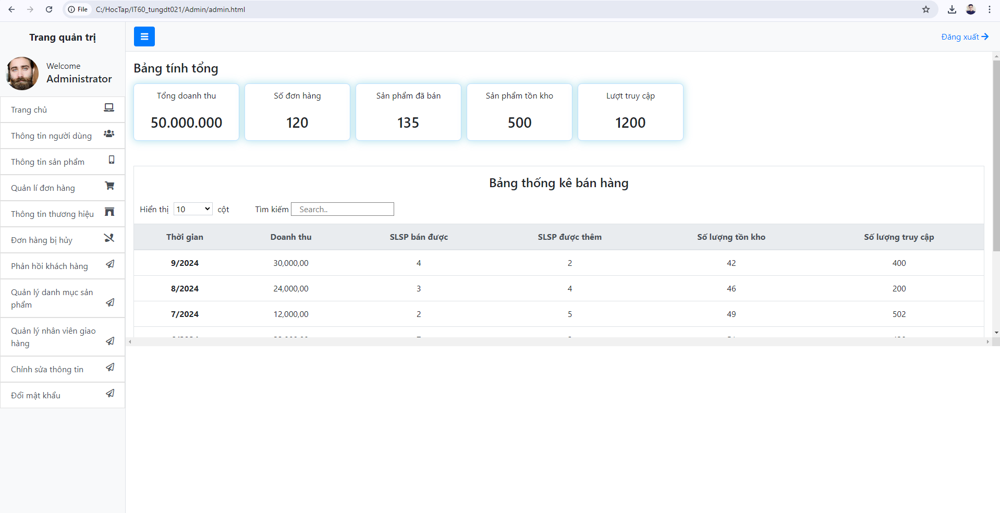 File C:/HocTap/IT60_tungdt021/Admin/admin.html
Trang quản trị
Đăng xuất
Welcome
Administrator
Trang chủ
Thông tin người dùng
Thông tin sản phẩm
Quản lí đơn hàng
Thông tin thương hiệu
Đơn hàng bị hủy
Phản hồi khách hàng
Quản lý danh mục sản
phẩm
Quản lý nhân viên giao
hàng
Chỉnh sửa thông tin
Đổi mật khẩu
Bảng tính tổng
Tổng doanh thu
50.000.000
Số đơn hàng
120
Sản phẩm đã bán
135
Sản phẩm tồn kho
500
Lượt truy cập
1200
Bảng thống kê bán hàng
Hiển thị 10 cột Tìm kiếm Search..
Thời gian Doanh thu SLSP bán được SLSP được thêm Số lượng tồn kho Số lượng truy cập
9/2024 30,000,00 4 2 42 400
8/2024 24,000,00 3 4 46 200
7/2024 12,000,00 2 5 49 502